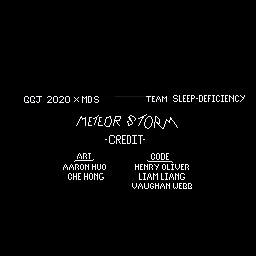 GGJ 2020 × MDS
TEAM SLEEP-DEFICIENCY
METEOR STORM
-CREDIT-
ART
AARON HUO
CHE HONG
CODE
HENRY OLIVER
LIAM LIANG
VAUGHAN WEBB